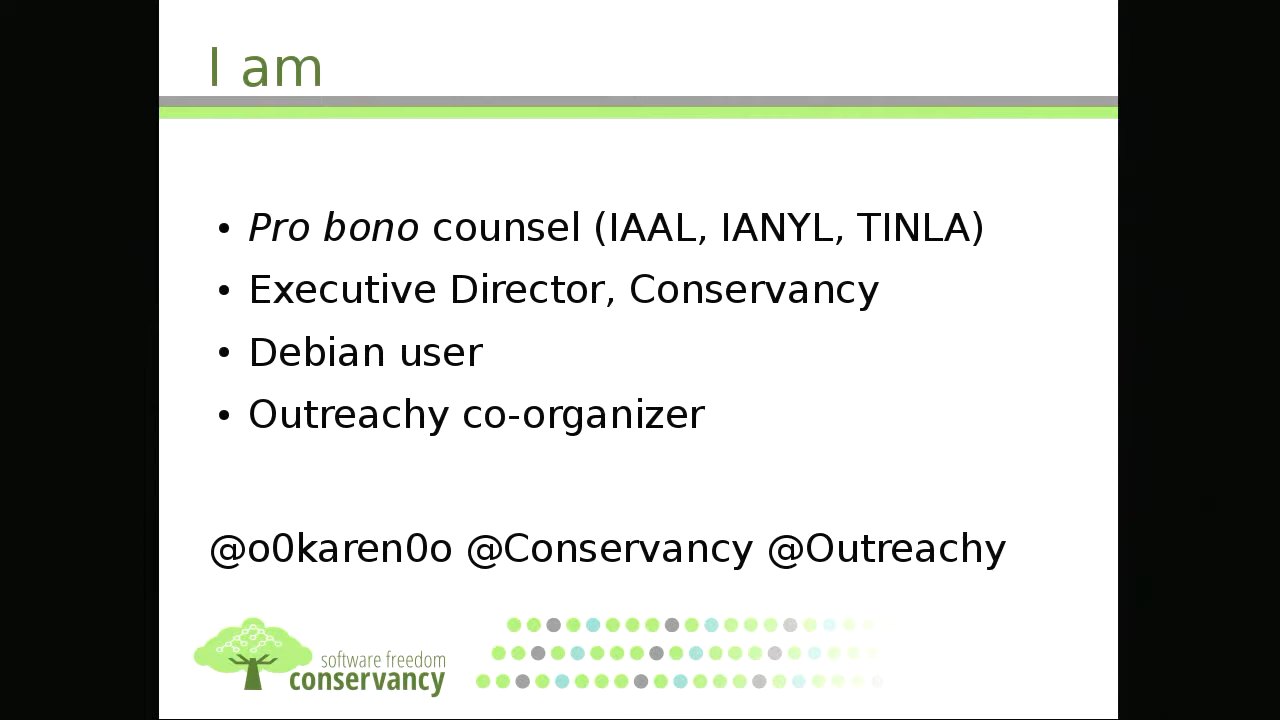 I am
• Pro bono counsel (IAAL, IANYL, TINLA)
• Executive Director, Conservancy
• Debian user
• Outreachy co-organizer
@o0karen0o @Conservancy @Outreachy
software freedom
conservancy